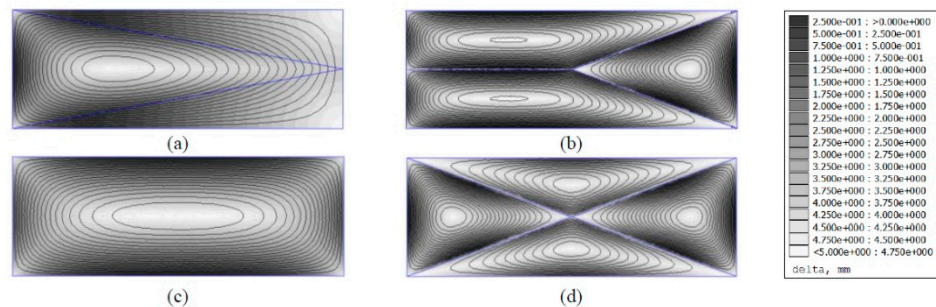 (a)
(b)
(c)
(d)
2.500e-001 : >0.000e+000
5.000e-001 : 2.500e-001
7.500e-001 : 5.000e-001
1.000e+000 : 7.500e-001
1.250e+000 : 1.000e+000
1.500e+000 : 1.250e+000
1.750e+000 : 1.500e+000
2.000e+000 : 1.750e+000
2.250e+000 : 2.000e+000
2.500e+000 : 2.250e+000
2.750e+000 : 2.500e+000
3.000e+000 : 2.750e+000
3.250e+000 : 3.000e+000
3.500e+000 : 3.250e+000
3.750e+000 : 3.500e+000
4.000e+000 : 3.750e+000
4.250e+000 : 4.000e+000
4.500e+000 : 4.250e+000
4.750e+000 : 4.500e+000
<5.000e+000 : 4.750e+000
delta, mm